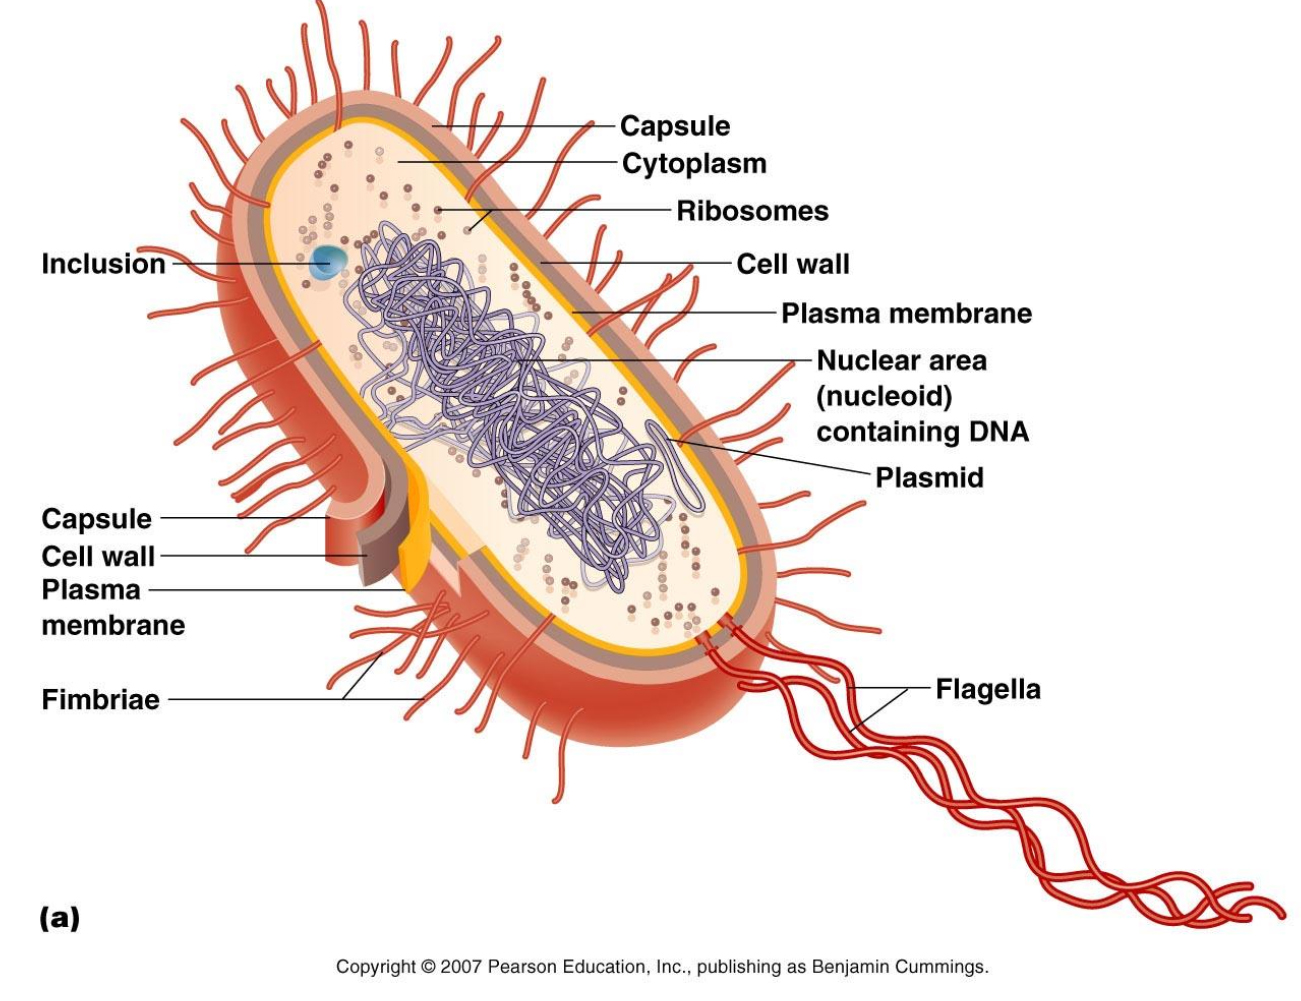 Capsule
Cytoplasm
Ribosomes
Inclusion
Cell wall
Plasma membrane
Nuclear area
(nucleoid)
containing DNA
Plasmid
Capsule
Cell wall
Plasma
membrane
Fimbriae
Flagella
(a)
Copyright © 2007 Pearson Education, Inc., publishing as Benjamin Cummings.